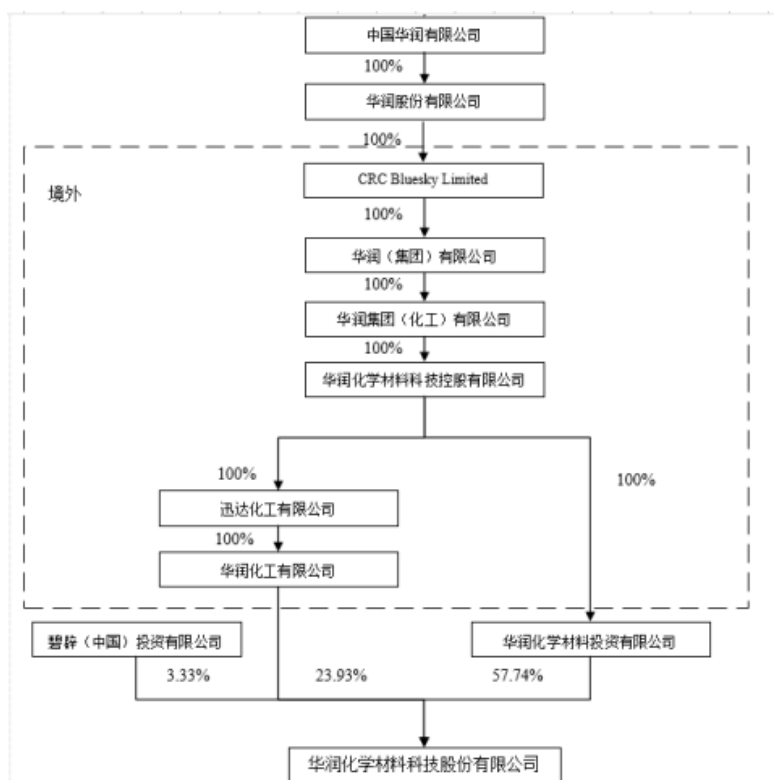 中国华润有限公司
100%
华润股份有限公司
100%
境外
CRC Bluesky Limited
100%
华润（集团）有限公司
100%
华润集团（化工）有限公司
100%
华润化学材料科技控股有限公司
100%
100%
迅达化工有限公司
100%
华润化工有限公司
碧辟（中国）投资有限公司
华润化学材料投资有限公司
3.33%
23.93%
57.74%
华润化学材料科技股份有限公司